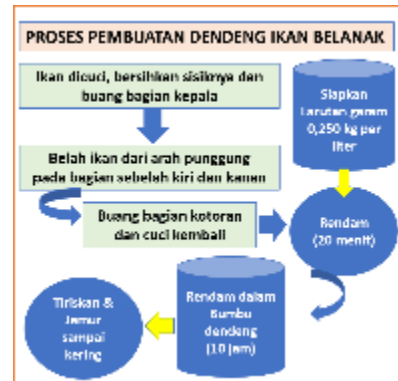 PROSES PEMBUATAN DENDENG IKAN BELANAK
Ikan dicuci, bersihkan sisiknya dan
buang bagian kepala
Siapkan
Larutan garam
0,250 kg per
liter
Belah ikan dari arah punggung
pada bagian sebelah kiri dan kanan
Buang bagian kotoran
dan cuci kembali
Rendam
(20 menit)
Rendam dalam
Bumbu
dendeng
(10 jam)
Tiriskan &
Jemur
sampai
kering